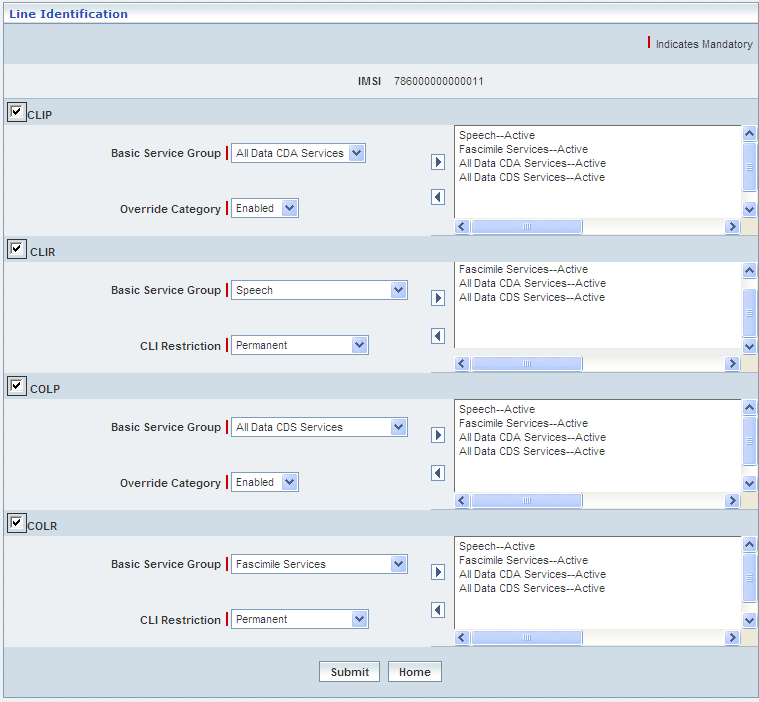 Line Identification
Indicates Mandatory
IMSI 786000000000011
CLIP
Basic Service Group All Data CDA Services
Override Category Enabled
Speech--Active
Fascimile Services--Active
All Data CDA Services--Active
All Data CDS Services--Active
CLIR
Basic Service Group Speech
CLI Restriction Permanent
Fascimile Services--Active
All Data CDA Services--Active
All Data CDS Services--Active
COLP
Basic Service Group All Data CDS Services
Override Category Enabled
Speech--Active
Fascimile Services--Active
All Data CDA Services--Active
All Data CDS Services--Active
COLR
Basic Service Group Fascimile Services
CLI Restriction Permanent
Speech--Active
Fascimile Services--Active
All Data CDA Services--Active
All Data CDS Services--Active
Submit Home